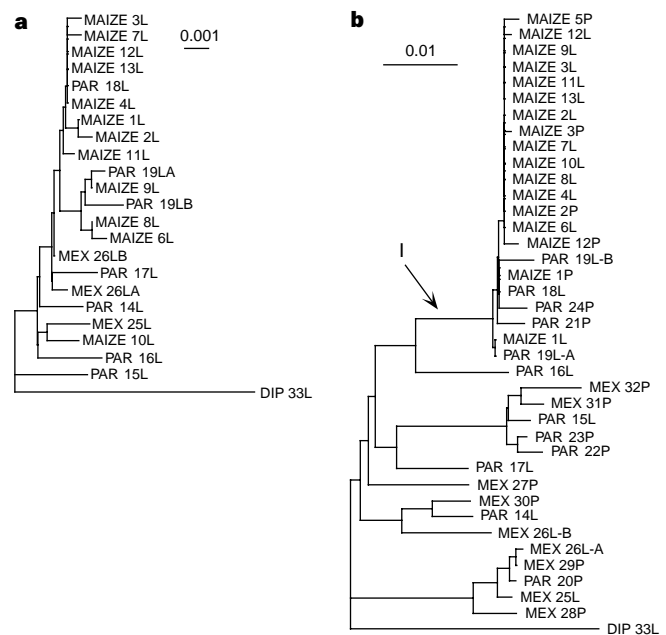 a
0.001
MAIZE 3L
MAIZE 7L
MAIZE 12L
MAIZE 13L
PAR 18L
MAIZE 4L
MAIZE 1L
MAIZE 2L
MAIZE 11L
PAR 19LA
MAIZE 9L
PAR 19LB
MAIZE 8L
MAIZE 6L
MEX 26LB
PAR 17L
MEX 26LA
PAR 14L
MEX 25L
MAIZE 10L
PAR 16L
PAR 15L
DIP 33L
b
0.01
I
MAIZE 5P
MAIZE 12L
MAIZE 9L
MAIZE 3L
MAIZE 11L
MAIZE 13L
MAIZE 2L
MAIZE 3P
MAIZE 7L
MAIZE 10L
MAIZE 8L
MAIZE 4L
MAIZE 2P
MAIZE 6L
MAIZE 12P
PAR 19L-B
MAIZE 1P
PAR 18L
PAR 24P
PAR 21P
MAIZE 1L
PAR 19L-A
PAR 16L
MEX 32P
MEX 31P
PAR 15L
PAR 23P
PAR 22P
PAR 17L
MEX 27P
MEX 30P
PAR 14L
MEX 26L-B
MEX 26L-A
MEX 29P
PAR 20P
MEX 25L
MEX 28P
DIP 33L